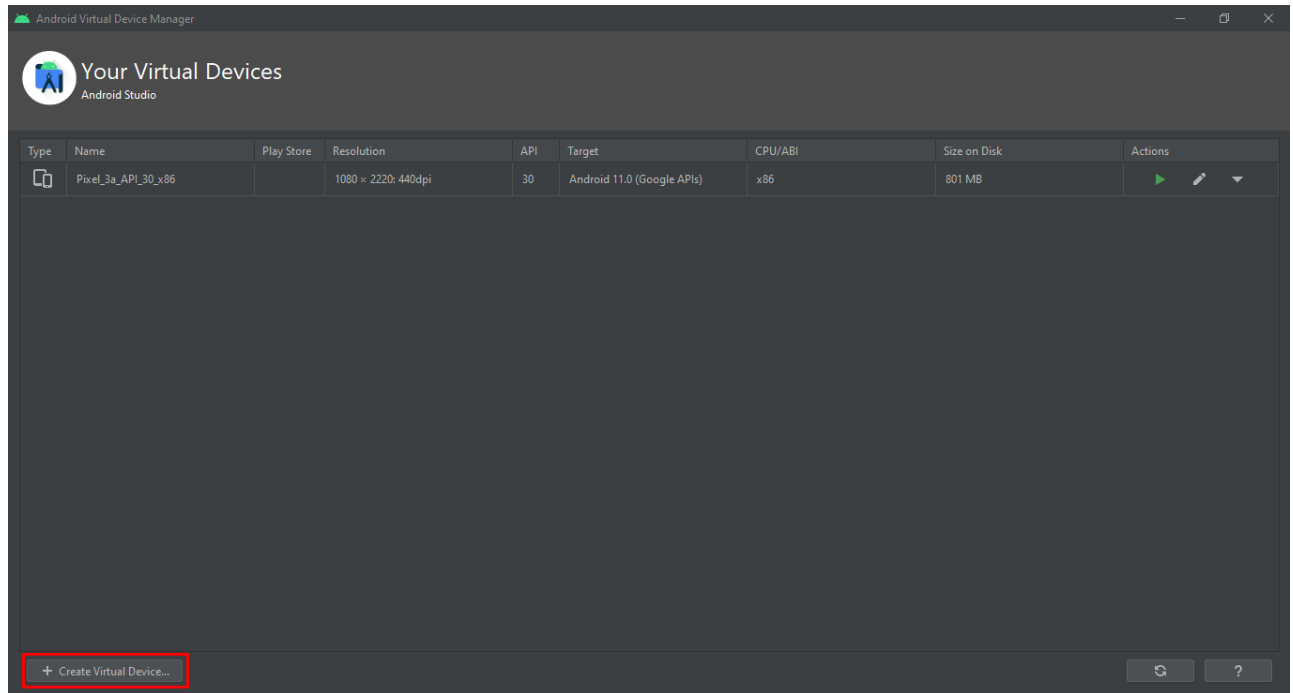 Android Virtual Device Manager
Your Virtual Devices
Android Studio
Type Name Play Store Resolution API Target CPU/ABI Size on Disk Actions
Pixel_3a_API_30_x86 1080 × 2220: 440dpi 30 Android 11.0 (Google APIs) x86 801 MB
+ Create Virtual Device... ?